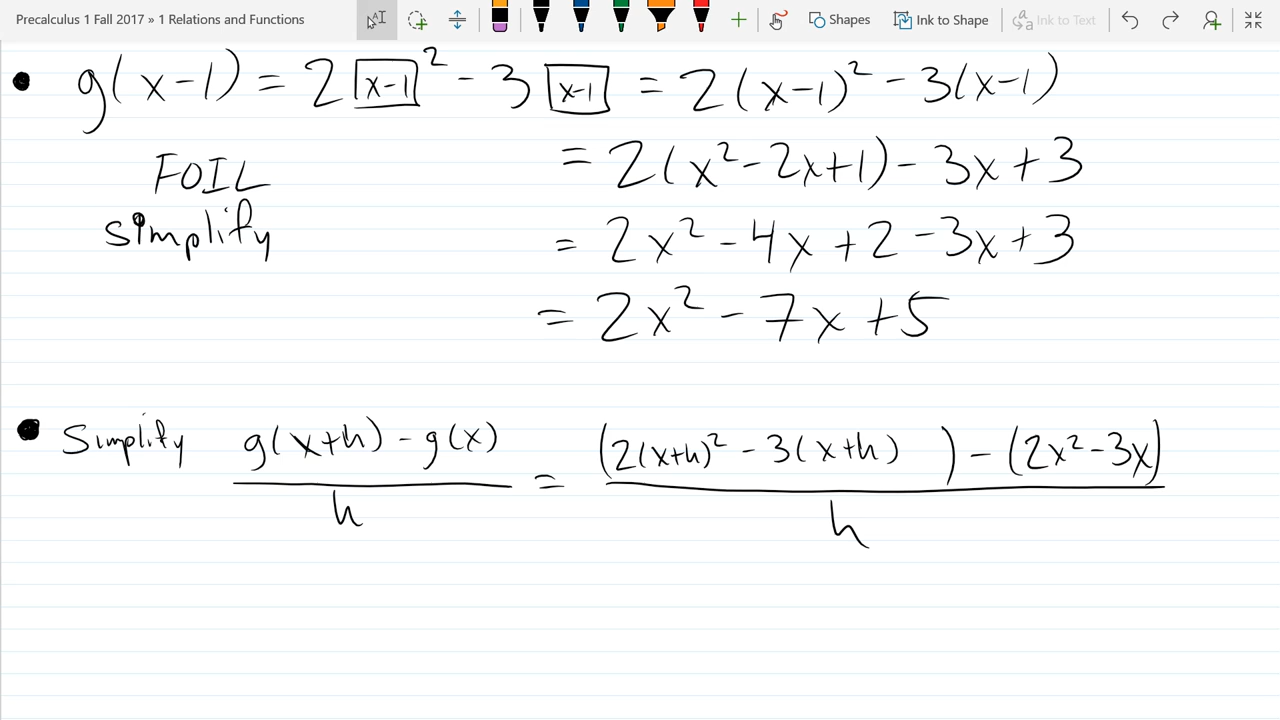 Precalculus 1 Fall 2017 » 1 Relations and Functions Shapes Ink to Shape Ink to Text
• g(x-1) = 2 [x-1]² - 3 [x-1] = 2(x-1)² - 3(x-1)
FOIL = 2(x²-2x+1) - 3x + 3
simplify = 2x² - 4x + 2 - 3x + 3
= 2x² - 7x + 5
• Simplify (g(x+h) - g(x))/h = ((2(x+h)² - 3(x+h)) - (2x² - 3x))/h